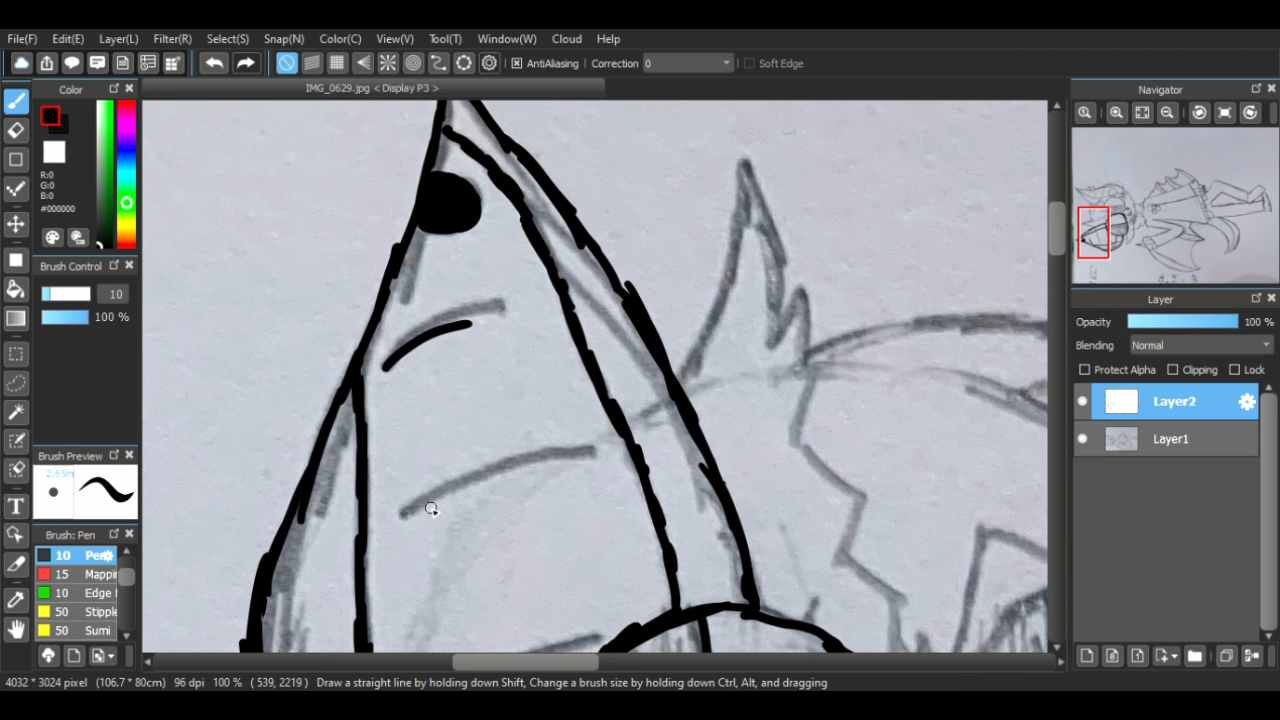 File(F) Edit(E) Layer(L) Filter(R) Select(S) Snap(N) Color(C) View(V) Tool(T) Window(W) Cloud Help
AntiAliasing Correction 0 Soft Edge
Color
IMG_0629.jpg < Display P3 >
Navigator
R:0
G:0
B:0
#000000
Brush Control
10
100 %
Layer
Opacity 100 %
Blending Normal
Protect Alpha Clipping Lock
Layer2
Layer1
Brush Preview
2.65m
T
Brush: Pen
10 Pen
15 Mappin
10 Edge
50 Stipple
50 Sumi
4032 * 3024 pixel (106.7 * 80cm) 96 dpi 100 % ( 539, 2219 ) Draw a straight line by holding down Shift, Change a brush size by holding down Ctrl, Alt, and dragging